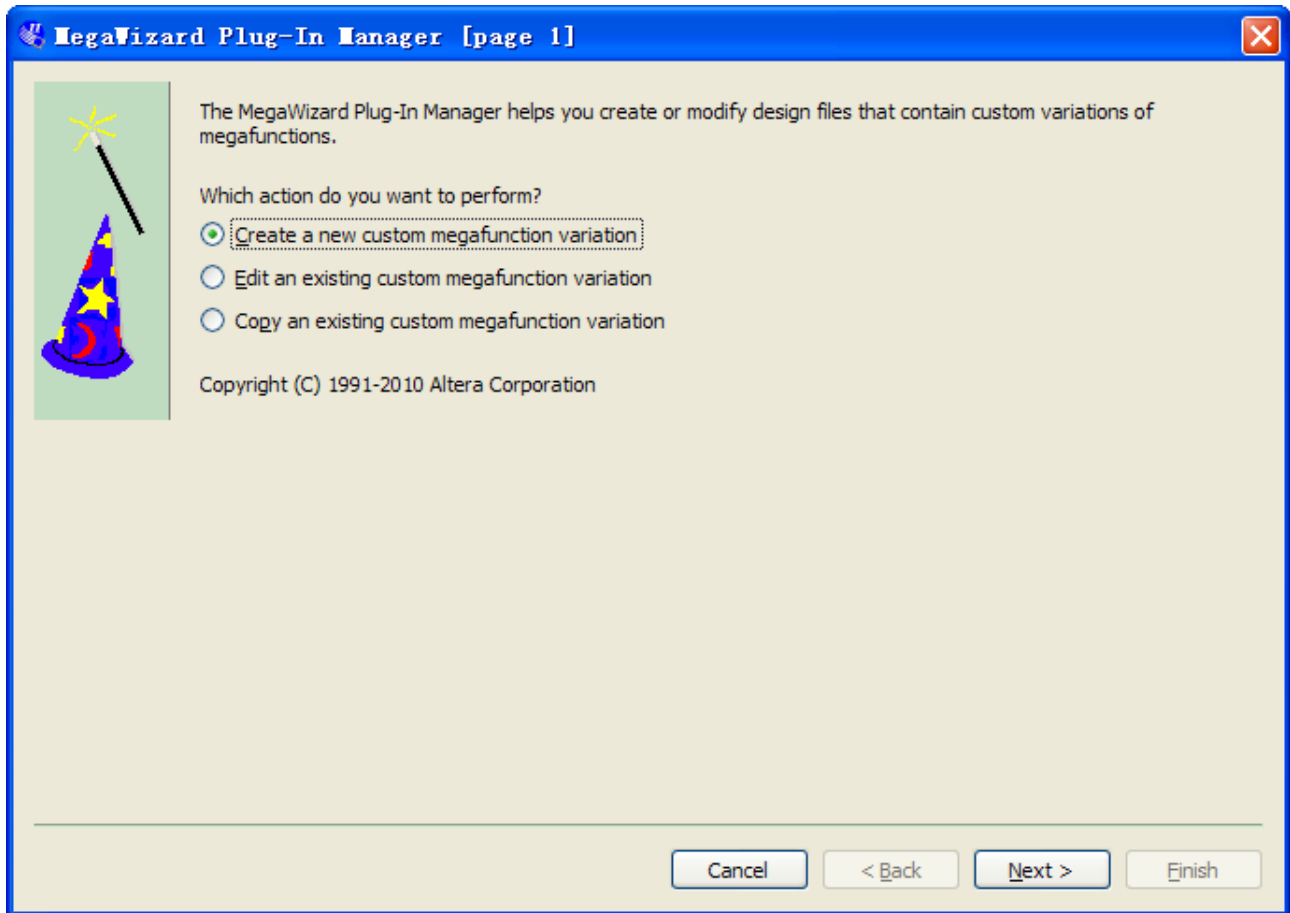 MegaWizard Plug-In Manager [page 1]
The MegaWizard Plug-In Manager helps you create or modify design files that contain custom variations of
megafunctions.
Which action do you want to perform?
Create a new custom megafunction variation
Edit an existing custom megafunction variation
Copy an existing custom megafunction variation
Copyright (C) 1991-2010 Altera Corporation
Cancel < Back Next > Finish